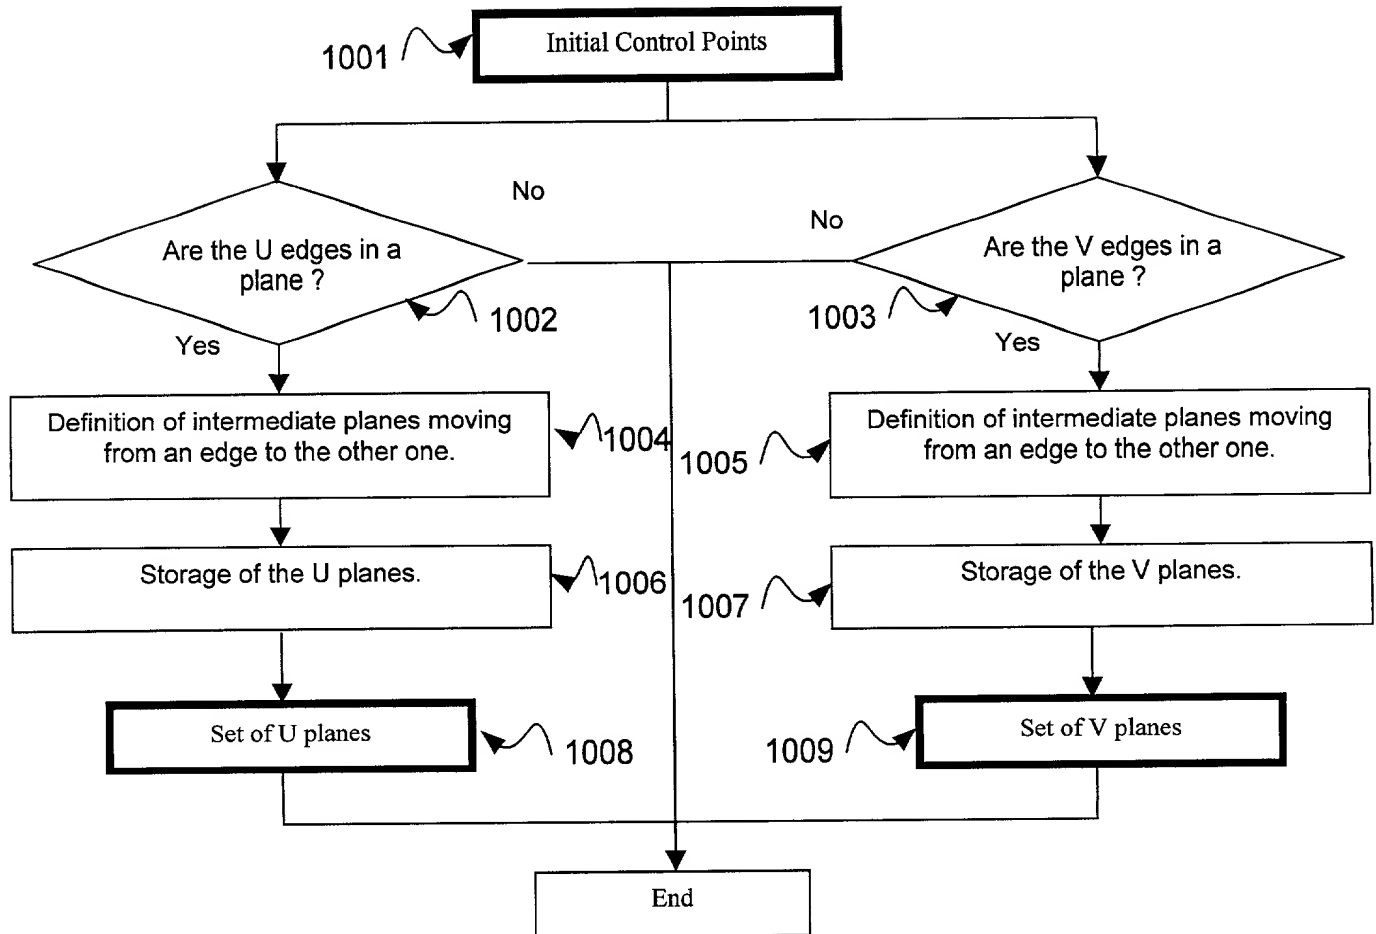 Initial Control Points
1001
No
No
Are the U edges in a
plane ?
Are the V edges in a
plane ?
1002
1003
Yes
Yes
Definition of intermediate planes moving
from an edge to the other one.
1004
Definition of intermediate planes moving
from an edge to the other one.
1005
Storage of the U planes.
1006
Storage of the V planes.
1007
Set of U planes
1008
Set of V planes
1009
End